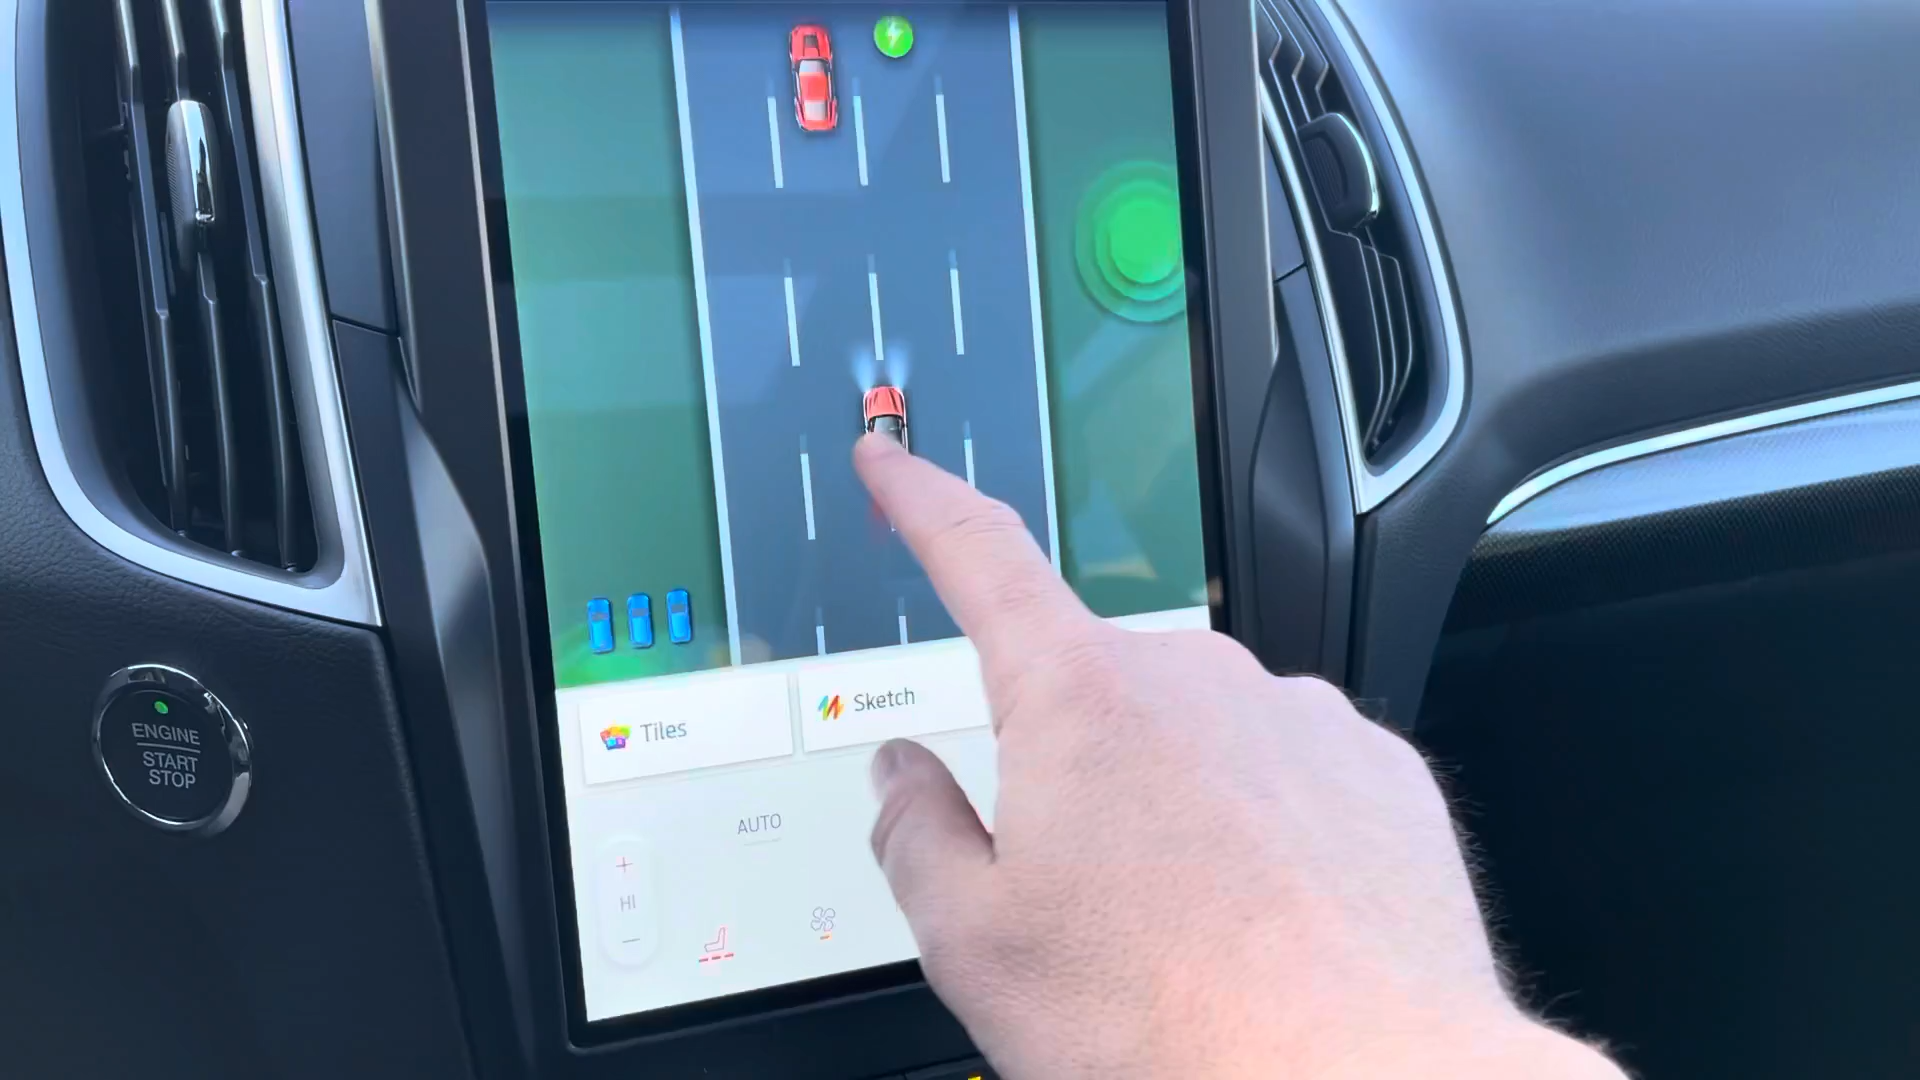 Tiles
Sketch
ENGINE
START
STOP
AUTO
+
HI
−